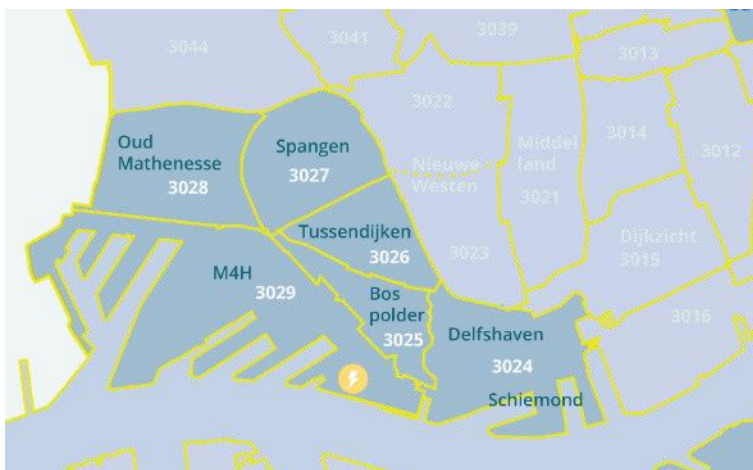 3044
3041
3039
3013
3022
3014
3012
Oud
Mathenesse
3028
Spangen
3027
Middel
land
3021
Nieuwe
Westen
Tussendijken
3026
3023
Dijkzicht
3015
M4H
3029
Bos
polder
3025
Delfshaven
3024
3016
Schiemond